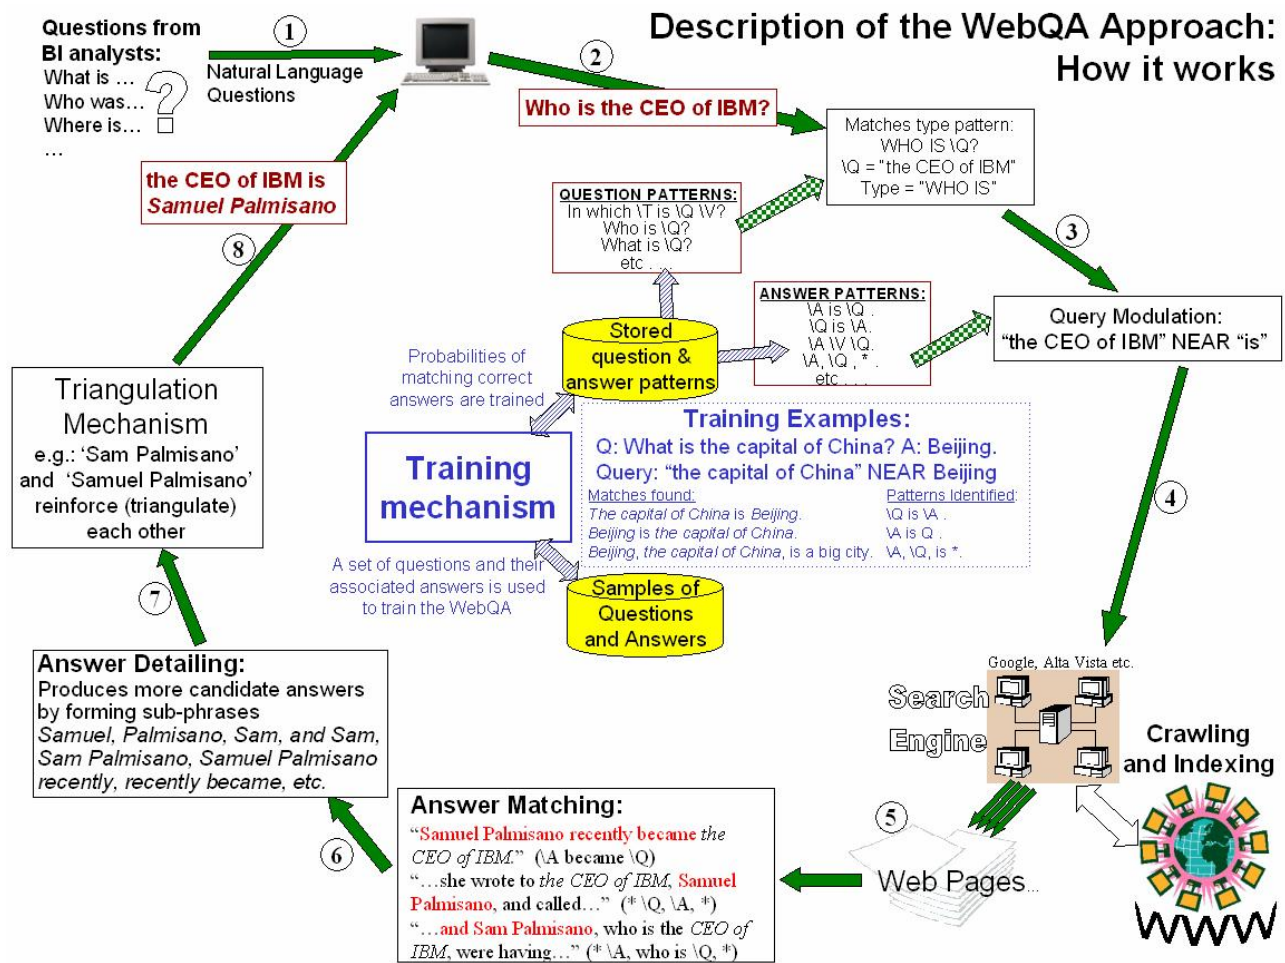 Description of the WebQA Approach:
How it works
Questions from
BI analysts:
What is ...
Who was...
Where is...
...
?
1
Natural Language
Questions
2
Who is the CEO of IBM?
Matches type pattern:
WHO IS \Q?
\Q = "the CEO of IBM"
Type = "WHO IS"
QUESTION PATTERNS:
In which \T is \Q \V?
Who is \Q?
What is \Q?
etc . . .
3
ANSWER PATTERNS:
\A is \Q .
\Q is \A.
\A \V \Q.
\A, \Q , * .
etc . . .
Query Modulation:
"the CEO of IBM" NEAR "is"
Stored
question &
answer patterns
Probabilities of
matching correct
answers are trained
Training
mechanism
A set of questions and their
associated answers is used
to train the WebQA
Samples of
Questions
and Answers
Training Examples:
Q: What is the capital of China? A: Beijing.
Query: "the capital of China" NEAR Beijing
Matches found: Patterns Identified:
The capital of China is Beijing. \Q is \A .
Beijing is the capital of China. \A is Q .
Beijing, the capital of China, is a big city. \A, \Q, is *.
4
Google, Alta Vista etc.
Search
Engine
Crawling
and Indexing
WWW
5
Web Pages...
Answer Matching:
"Samuel Palmisano recently became the
CEO of IBM." (\A became \Q)
"...she wrote to the CEO of IBM, Samuel
Palmisano, and called..." (* \Q, \A, *)
"...and Sam Palmisano, who is the CEO of
IBM, were having..." (* \A, who is \Q, *)
6
Answer Detailing:
Produces more candidate answers
by forming sub-phrases
Samuel, Palmisano, Sam, and Sam,
Sam Palmisano, Samuel Palmisano
recently, recently became, etc.
7
Triangulation
Mechanism
e.g.: 'Sam Palmisano'
and 'Samuel Palmisano'
reinforce (triangulate)
each other
8
the CEO of IBM is
Samuel Palmisano